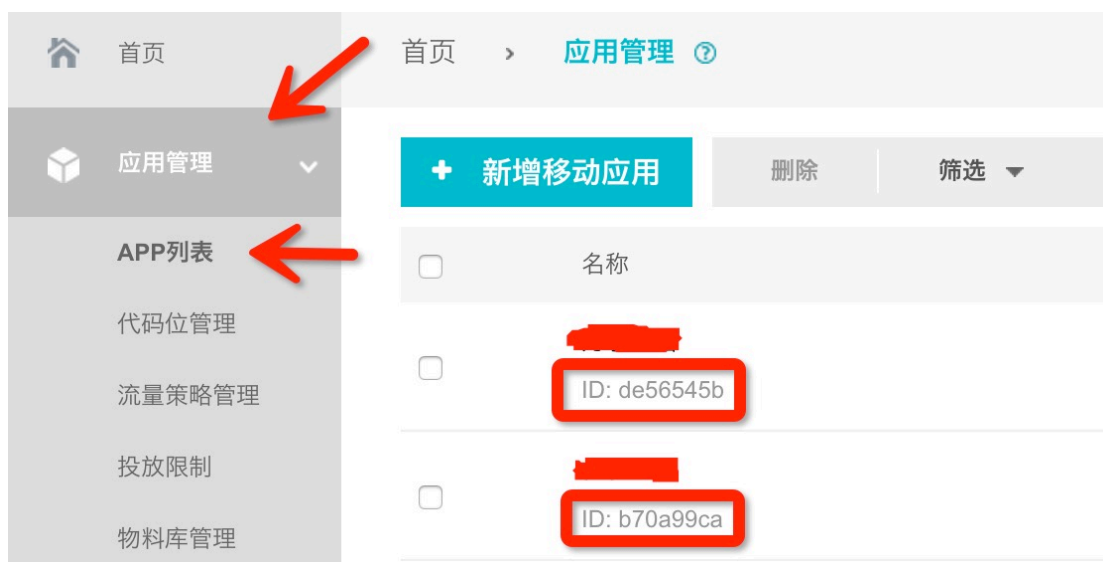 首页
应用管理
APP列表
代码位管理
流量策略管理
投放限制
物料库管理
首页 › 应用管理 ?
+ 新增移动应用 删除 筛选
名称
ID: de56545b
ID: b70a99ca